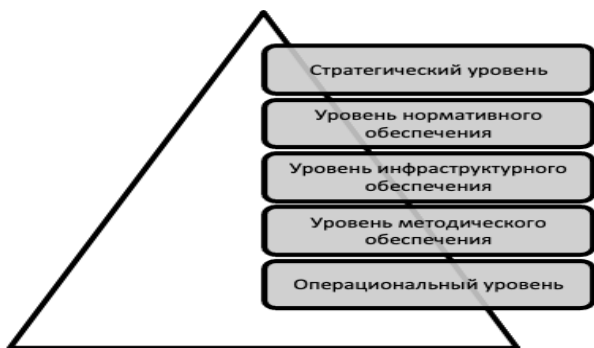 Стратегический уровень
Уровень нормативного
обеспечения
Уровень инфраструктурного
обеспечения
Уровень методического
обеспечения
Операциональный уровень